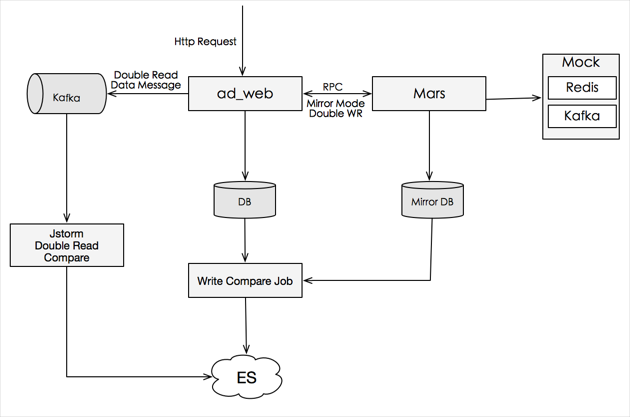 Http Request
Double Read
Data Message
Kafka
ad_web
RPC
Mirror Mode
Double WR
Mars
Mock
Redis
Kafka
DB
Mirror DB
Jstorm
Double Read
Compare
Write Compare Job
ES